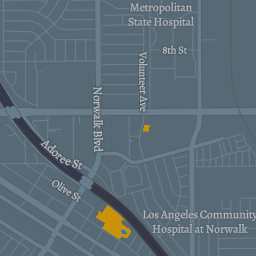 Metropolitan
State Hospital
8th St
Volunteer Ave
Norwalk Blvd
Adoree St
Olive St
Los Angeles Community
Hospital at Norwalk